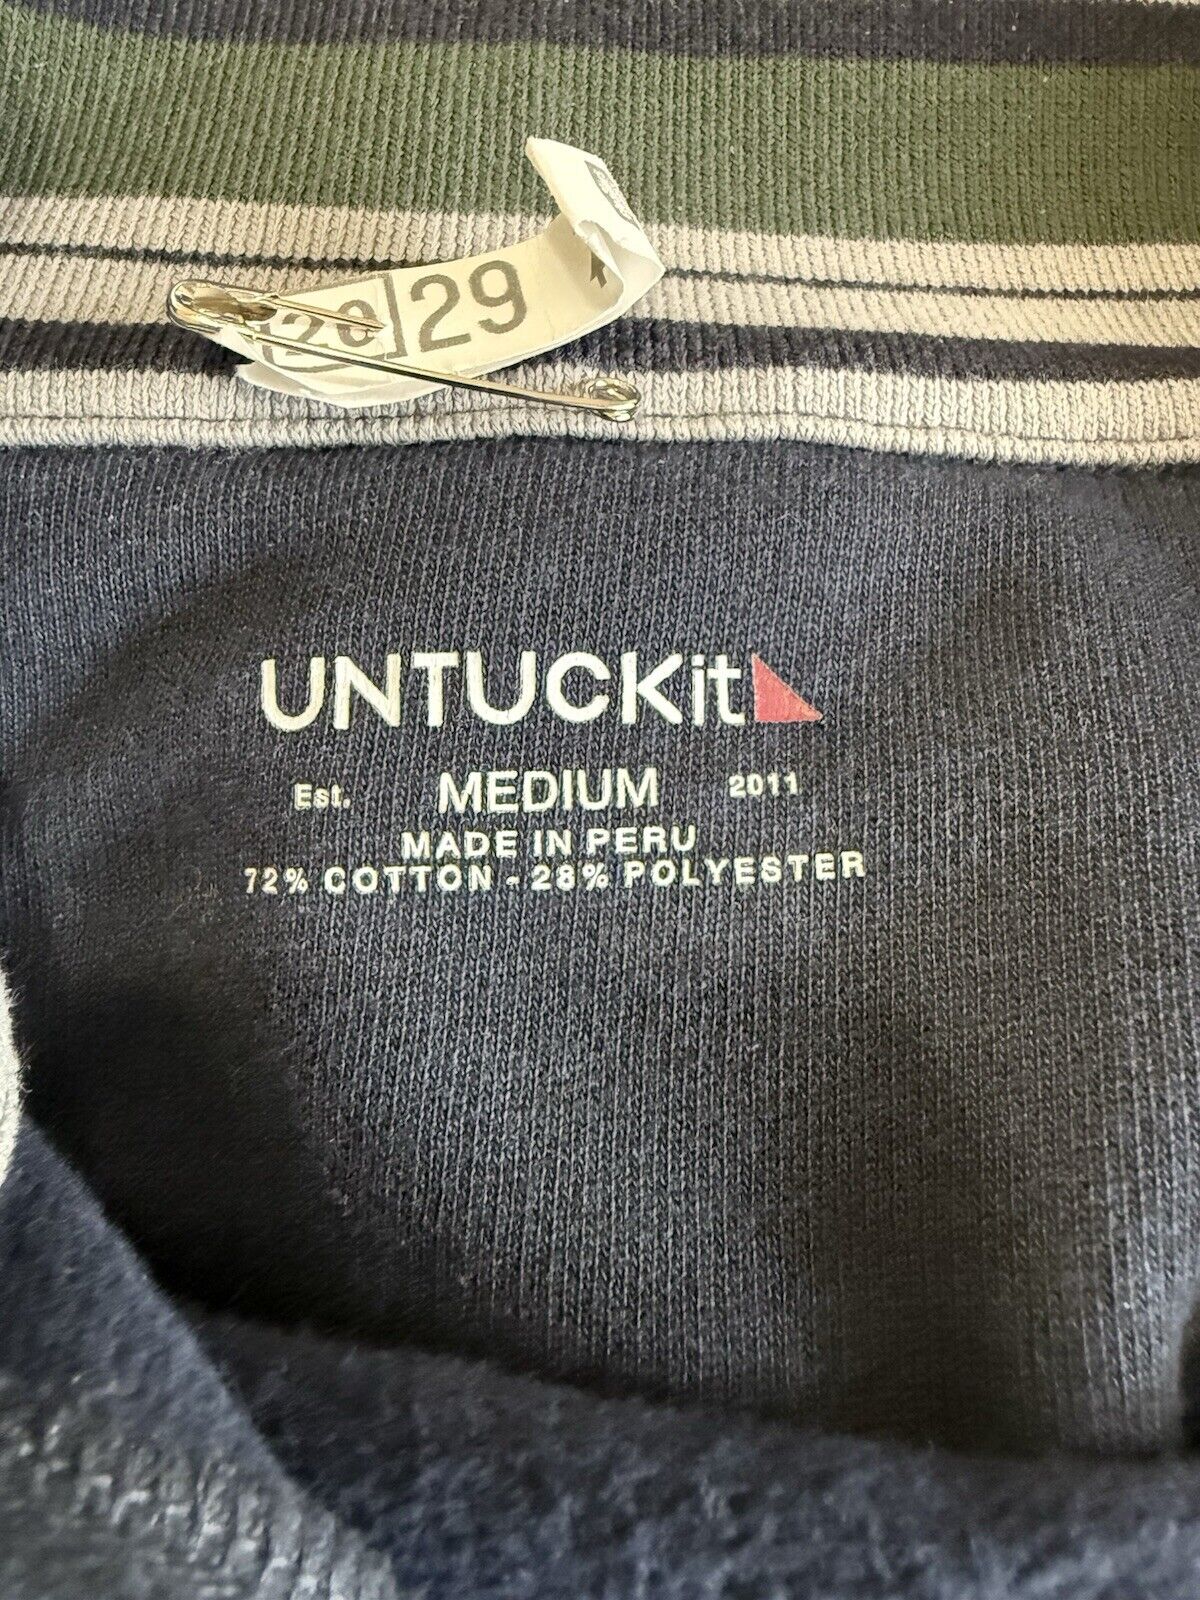 29
UNTUCKit
Est. MEDIUM 2011
MADE IN PERU
72% COTTON - 28% POLYESTER